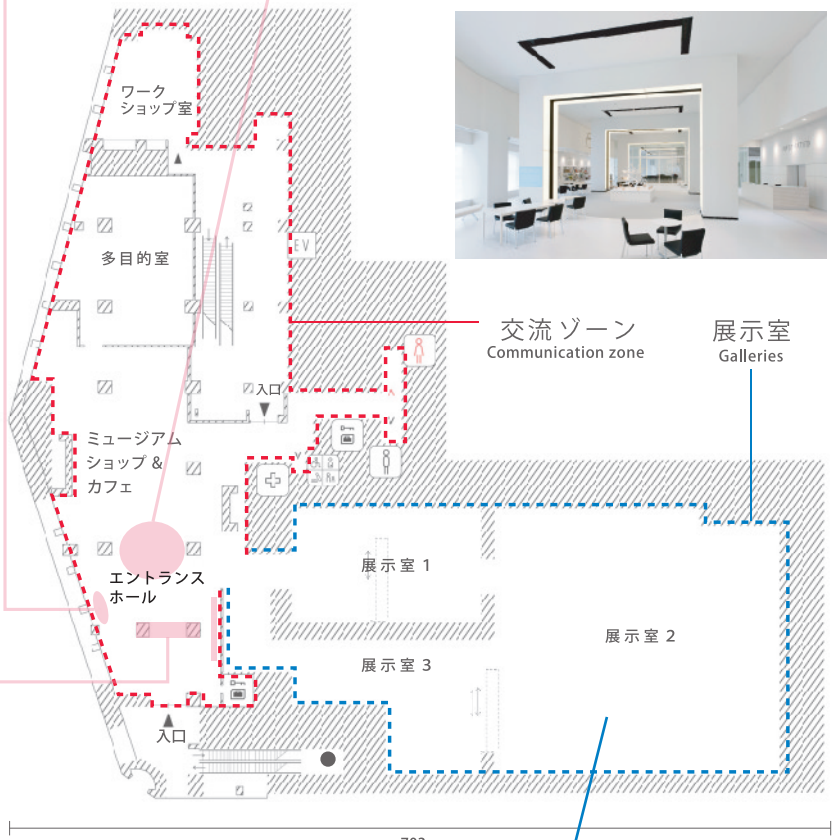 ワーク
ショップ室
多目的室
EV
交流ゾーン
Communication zone
展示室
Galleries
入口
ミュージアム
ショップ &
カフェ
展示室 1
エントランス
ホール
展示室 2
展示室 3
入口